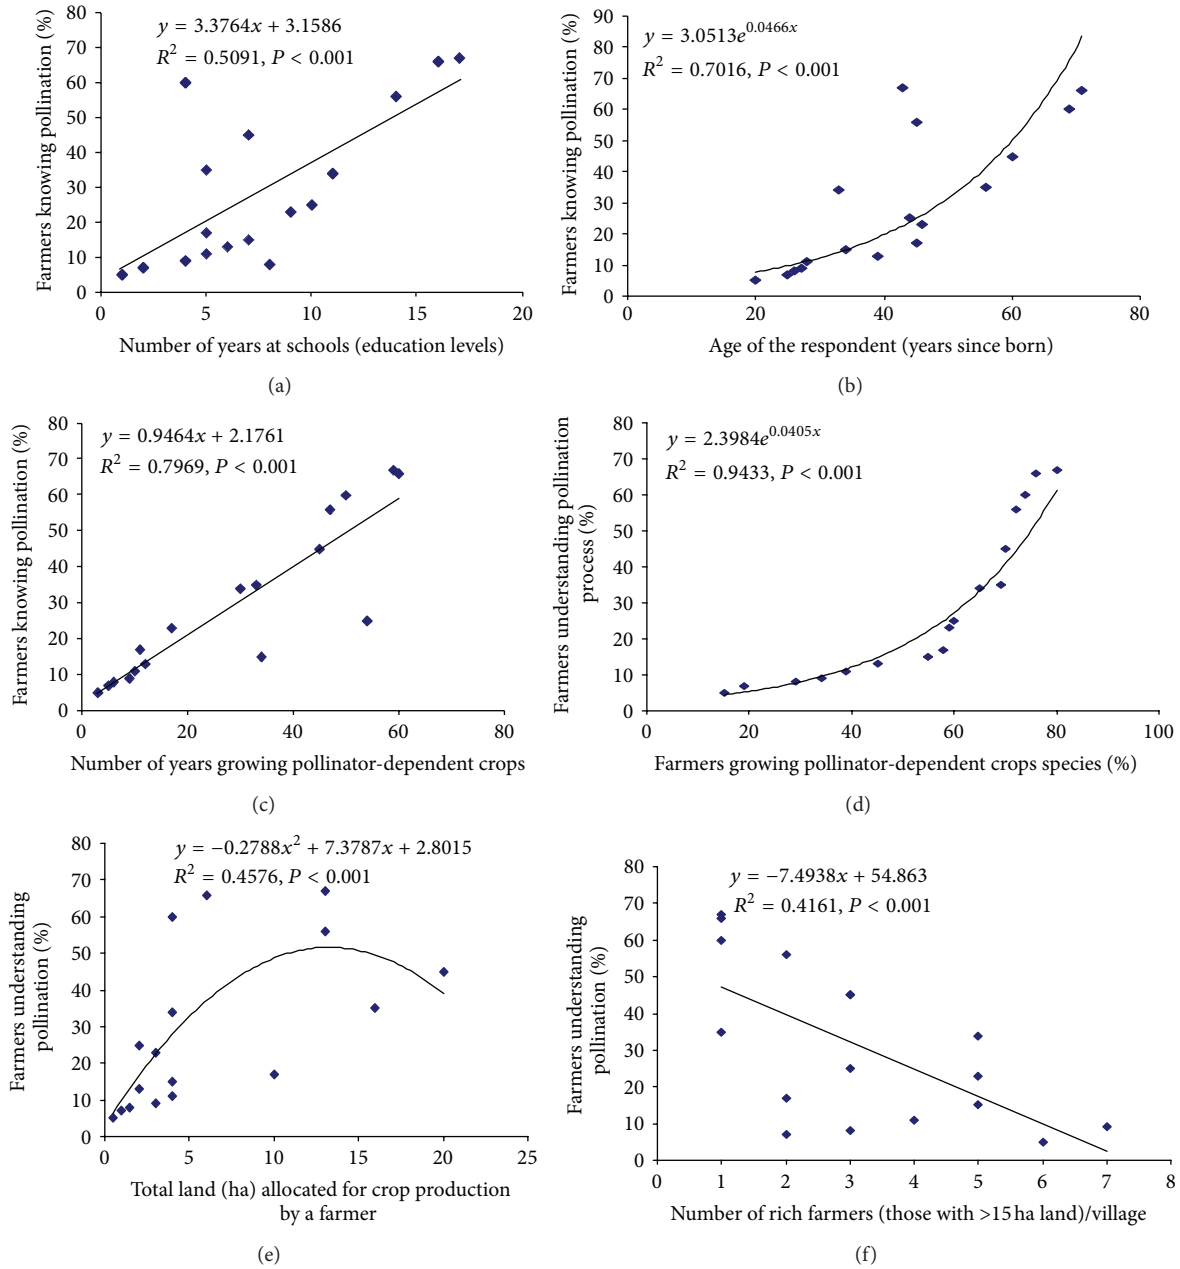 y = 3.3764x + 3.1586
R² = 0.5091, P < 0.001
Farmers knowing pollination (%)
80
70
60
50
40
30
20
10
0
0 5 10 15 20
Number of years at schools (education levels)
(a)
y = 3.0513e^0.0466x
R² = 0.7016, P < 0.001
Farmers knowing pollination (%)
90
80
70
60
50
40
30
20
10
0
0 20 40 60 80
Age of the respondent (years since born)
(b)
y = 0.9464x + 2.1761
R² = 0.7969, P < 0.001
Farmers knowing pollination (%)
80
70
60
50
40
30
20
10
0
0 20 40 60 80
Number of years growing pollinator-dependent crops
(c)
y = 2.3984e^0.0405x
R² = 0.9433, P < 0.001
Farmers understanding pollination
process (%)
80
70
60
50
40
30
20
10
0
0 20 40 60 80 100
Farmers growing pollinator-dependent crops species (%)
(d)
y = −0.2788x² + 7.3787x + 2.8015
R² = 0.4576, P < 0.001
Farmers understanding
pollination (%)
80
70
60
50
40
30
20
10
0
0 5 10 15 20 25
Total land (ha) allocated for crop production
by a farmer
(e)
y = −7.4938x + 54.863
R² = 0.4161, P < 0.001
Farmers understanding
pollination (%)
80
70
60
50
40
30
20
10
0
0 1 2 3 4 5 6 7 8
Number of rich farmers (those with >15 ha land)/village
(f)